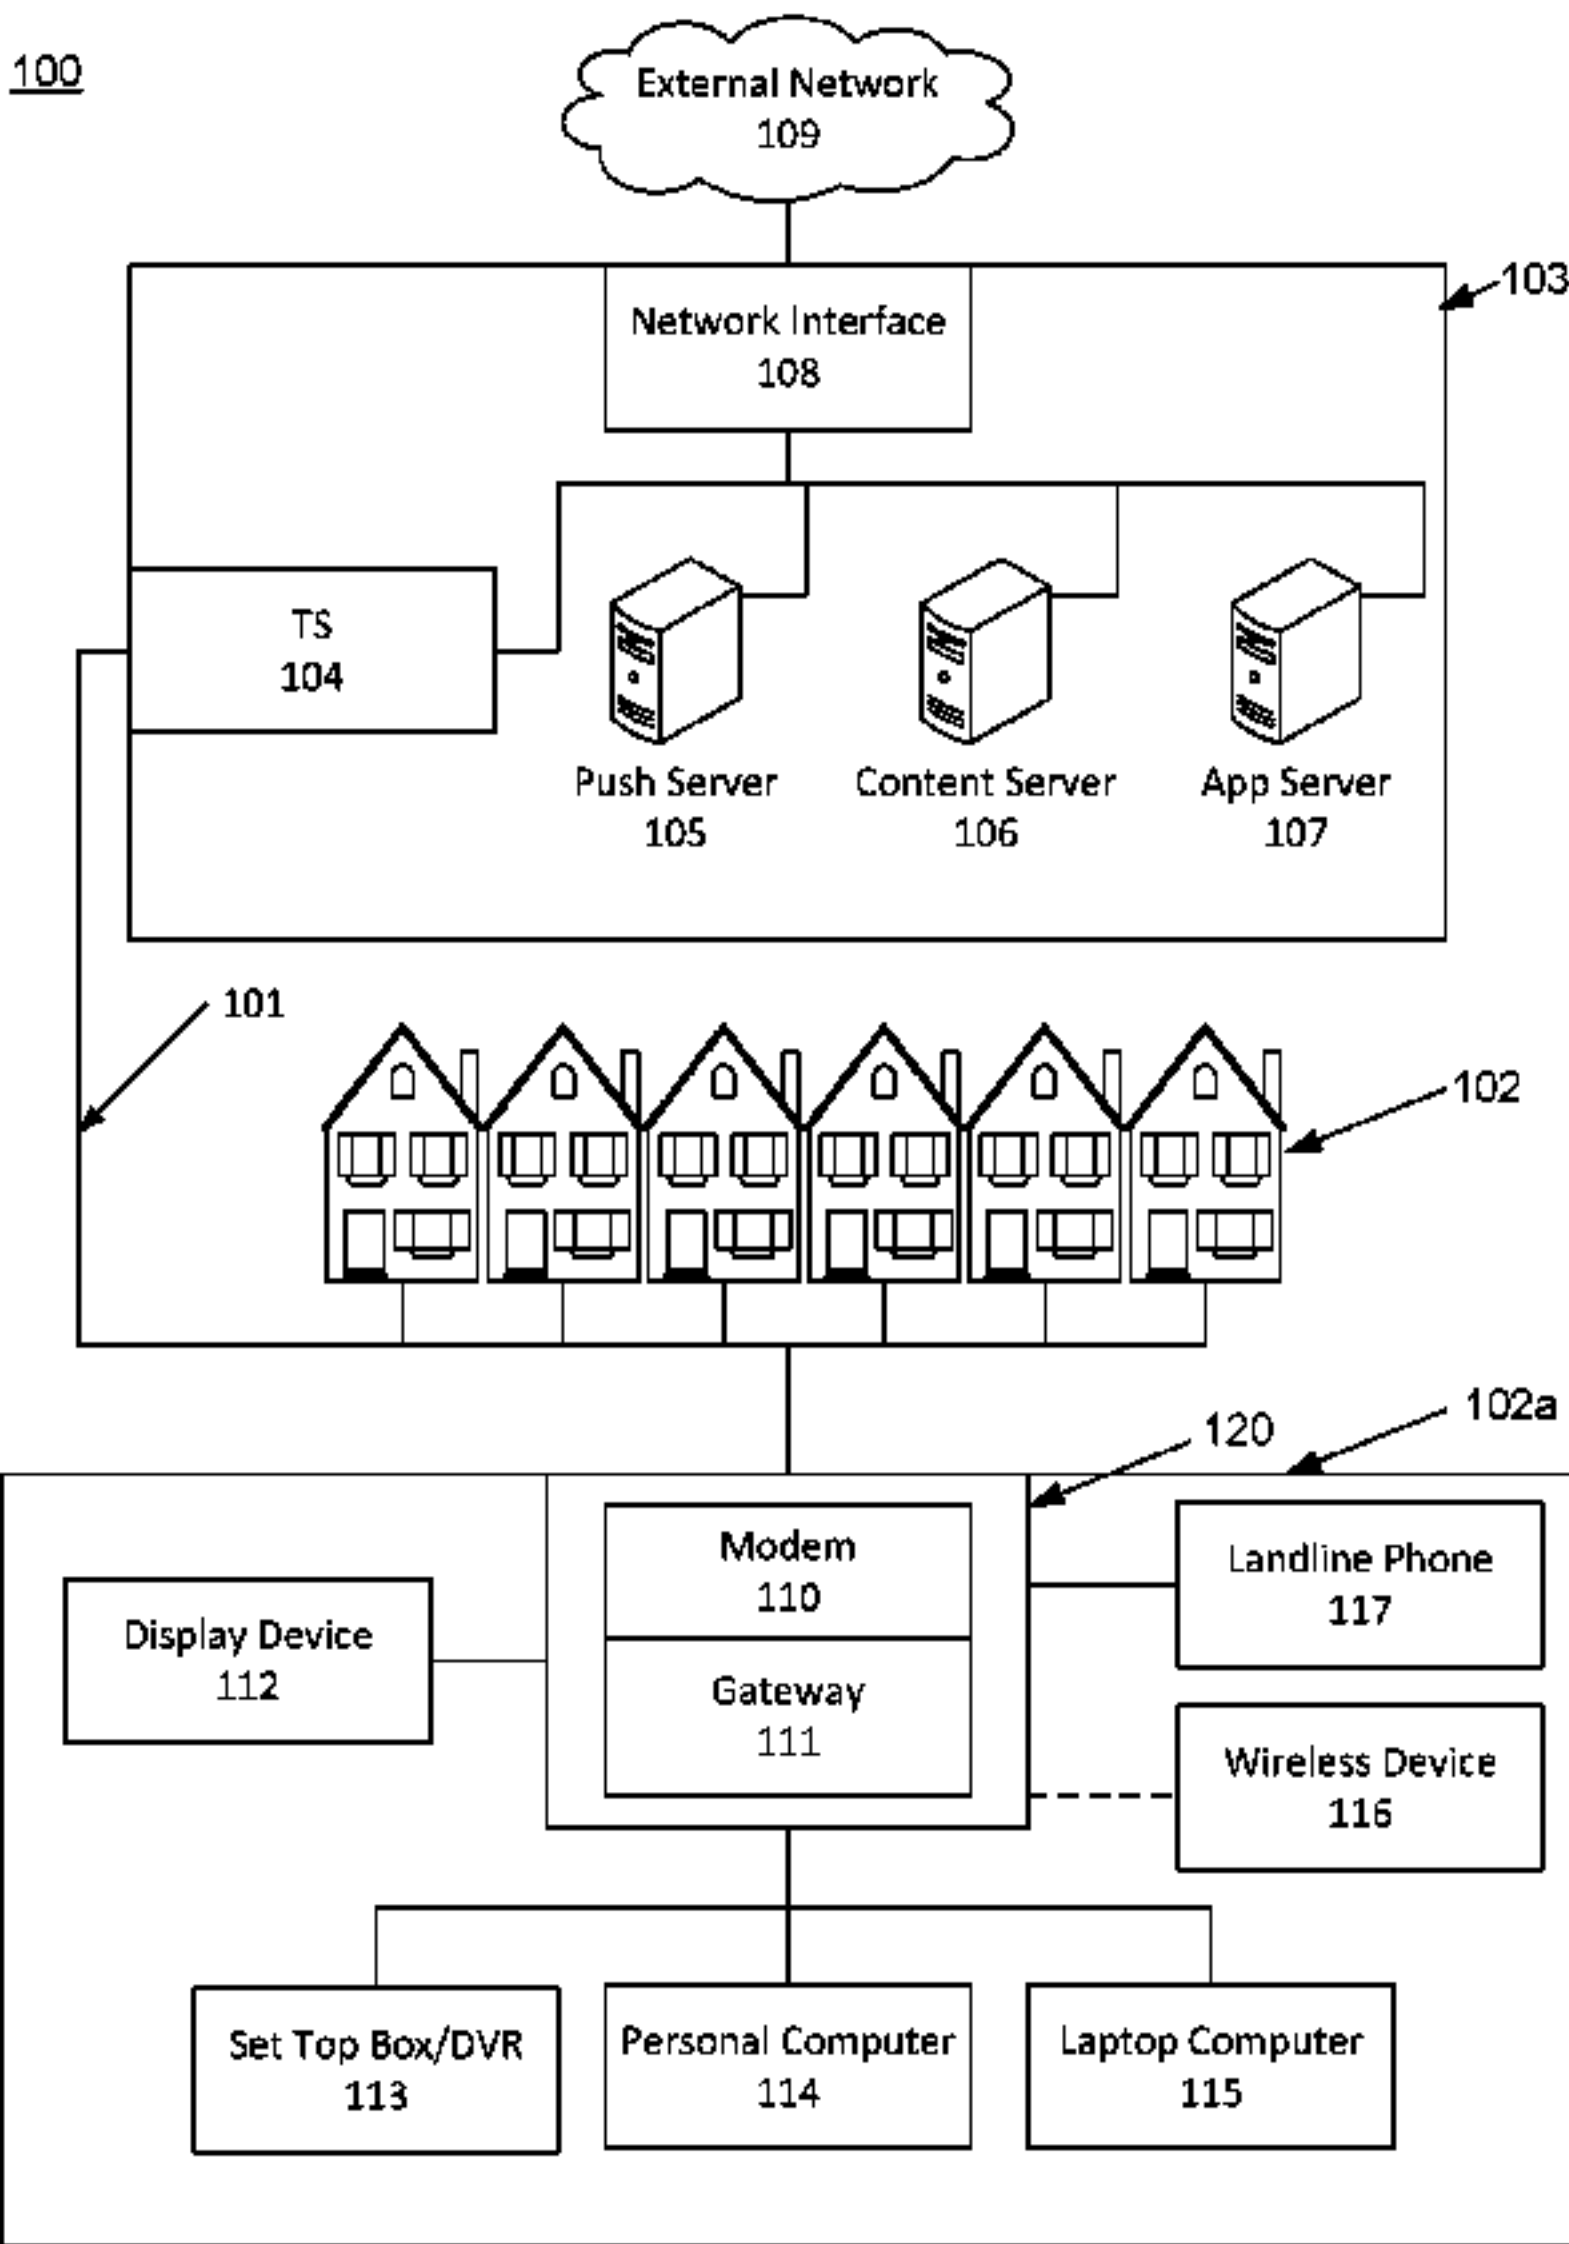 100
External Network
109
103
Network Interface
108
TS
104
Push Server
105
Content Server
106
App Server
107
101
102
102a
120
Modem
110
Landline Phone
117
Display Device
112
Gateway
111
Wireless Device
116
Set Top Box/DVR
113
Personal Computer
114
Laptop Computer
115